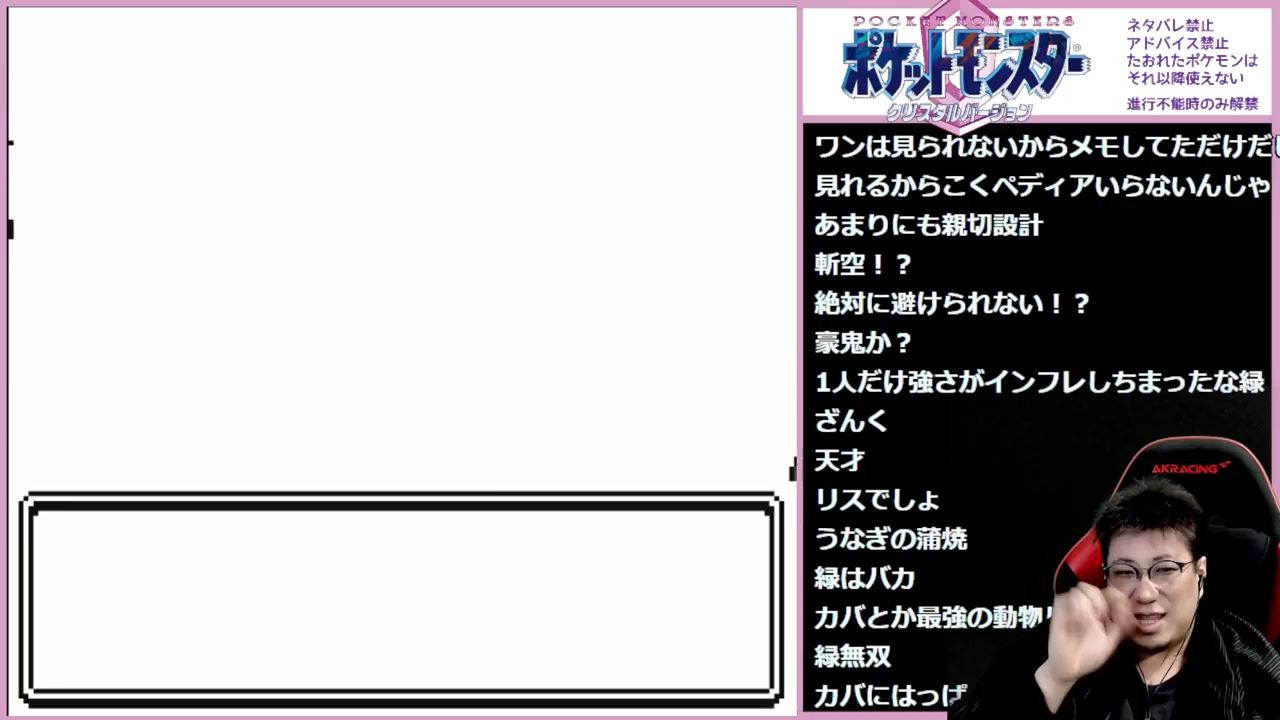 POCKET MONSTERS
ポケットモンスター
クリスタルバージョン
ネタバレ禁止
アドバイス禁止
たおれたポケモンは
それ以降使えない
進行不能時のみ解禁
ワンは見られないからメモしてただけだし
見れるからこくペディアいらないんじゃ
あまりにも親切設計
斬空！？
絶対に避けられない！？
豪鬼か？
1人だけ強さがインフレしちまったな緑
ざんく
天才
リスでしょ
うなぎの蒲焼
緑はバカ
カバとか最強の動物
緑無双
カバにはっぱ
AKRACING